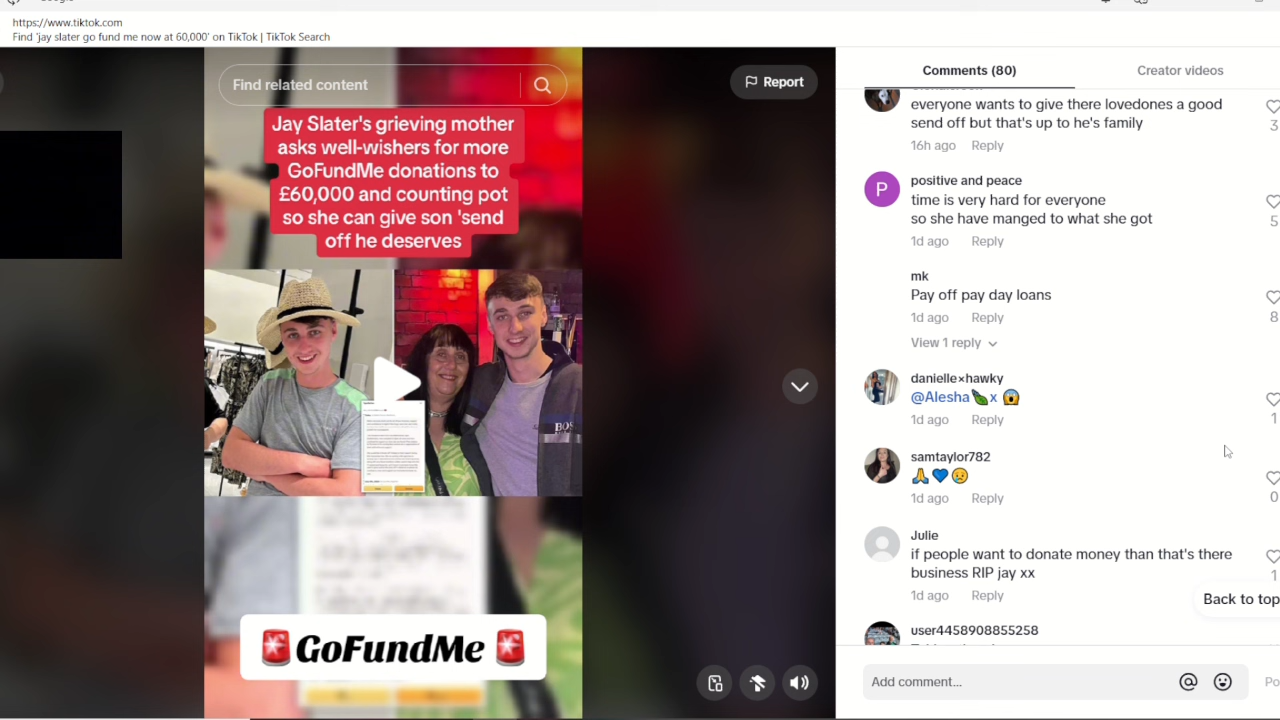 https://www.tiktok.com
Find 'jay slater go fund me now at 60,000' on TikTok | TikTok Search
Find related content
Report
Jay Slater's grieving mother
asks well-wishers for more
GoFundMe donations to
£60,000 and counting pot
so she can give son 'send
off he deserves
BOS
GoFundMe
Comments (80)
Creator videos
everyone wants to give there lovedones a good
send off but that's up to he's family
3
16h ago Reply
P
positive and peace
time is very hard for everyone
so she have manged to what she got
5
1d ago Reply
mk
Pay off pay day loans
8
1d ago Reply
View 1 reply
danielle×hawky
@Alesha🍃x 😱
1
1d ago Reply
samtaylor782
🙏💙😢
0
1d ago Reply
Julie
if people want to donate money than that's there
business RIP jay xx
1
1d ago Reply
Back to top
user4458908855258
Add comment...
Po